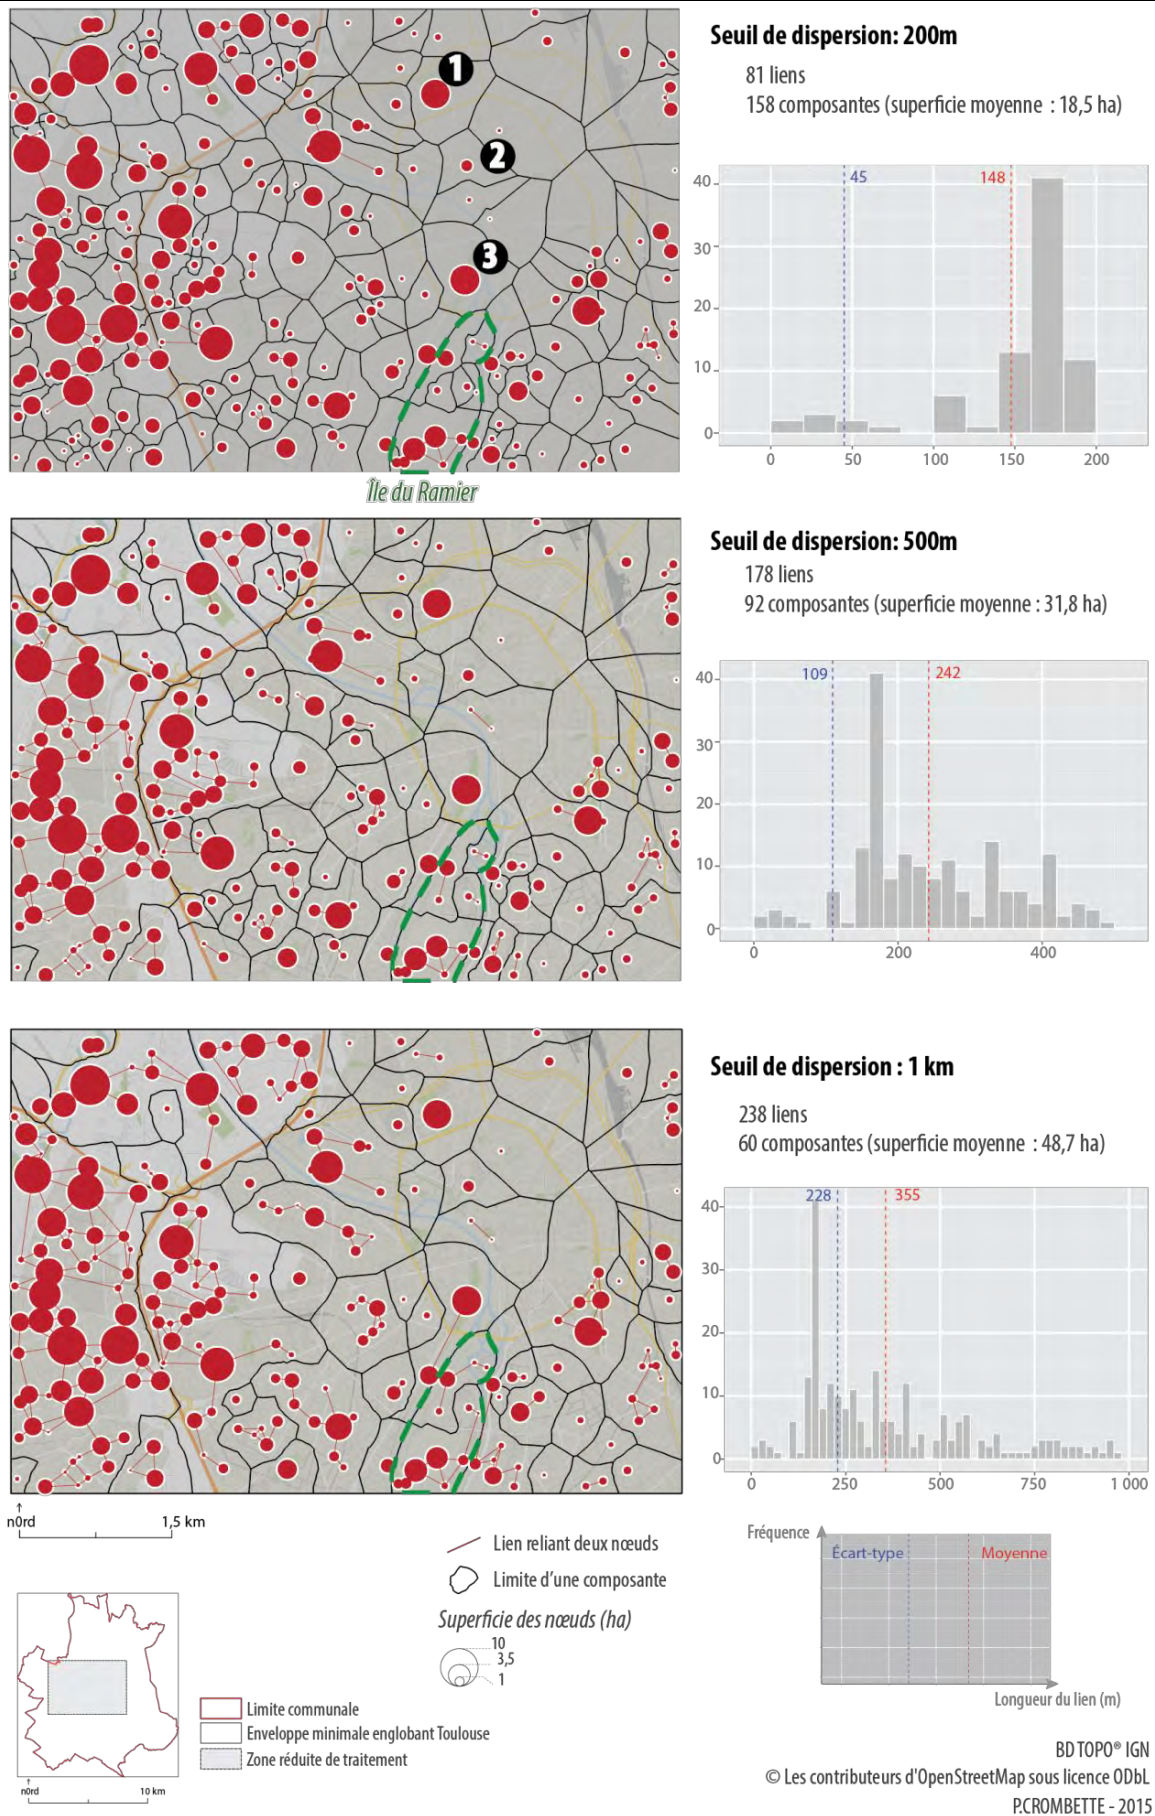 Seuil de dispersion: 200m
81 liens
158 composantes (superficie moyenne : 18,5 ha)
1
2
3
45
148
40
30
20
10
0
0 50 100 150 200
Île du Ramier
Seuil de dispersion: 500m
178 liens
92 composantes (superficie moyenne : 31,8 ha)
109
242
40
30
20
10
0
0 200 400
Seuil de dispersion : 1 km
238 liens
60 composantes (superficie moyenne : 48,7 ha)
228
355
40
30
20
10
0
0 250 500 750 1 000
n0rd
1,5 km
Lien reliant deux nœuds
Limite d'une composante
Superficie des nœuds (ha)
10
3,5
1
Fréquence
Écart-type
Moyenne
Longueur du lien (m)
Limite communale
Enveloppe minimale englobant Toulouse
Zone réduite de traitement
n0rd
10 km
BD TOPO® IGN
© Les contributeurs d'OpenStreetMap sous licence ODbL
P.CROMBETTE - 2015